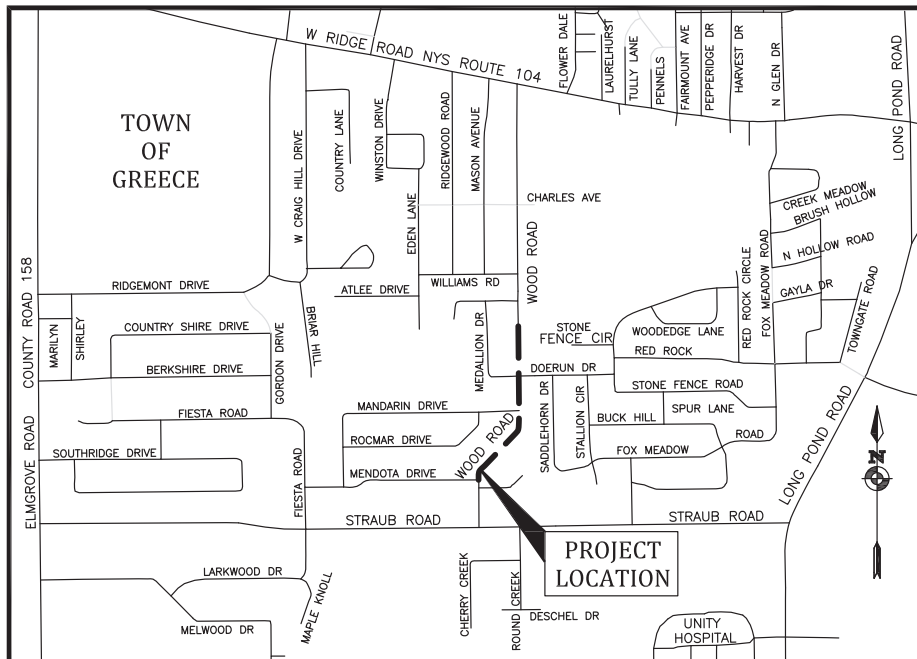 W RIDGE ROAD NYS ROUTE 104
FLOWER DALE
LAURELHURST
TULLY LANE
PENNELS
FAIRMOUNT AVE
PEPPERIDGE DR
HARVEST DR
N GLEN DR
LONG POND ROAD
TOWN
OF
GREECE
W CRAIG HILL DRIVE
COUNTRY LANE
WINSTON DRIVE
RIDGEWOOD ROAD
MASON AVENUE
EDEN LANE
CHARLES AVE
WOOD ROAD
CREEK MEADOW
BRUSH HOLLOW
N HOLLOW ROAD
GAYLA DR
RED ROCK CIRCLE
FOX MEADOW ROAD
TOWNGATE ROAD
COUNTY ROAD 158
ELMGROVE ROAD
RIDGEMONT DRIVE
ATLEE DRIVE
WILLIAMS RD
MARILYN
SHIRLEY
COUNTRY SHIRE DRIVE
BRIAR HILL
GORDON DRIVE
BERKSHIRE DRIVE
MEDALLION DR
STONE
FENCE CIR
WOODEDGE LANE
RED ROCK
DOERUN DR
STONE FENCE ROAD
SADDLEHORN DR
STALLION CIR
BUCK HILL
SPUR LANE
FIESTA ROAD
MANDARIN DRIVE
ROCMAR DRIVE
WOOD ROAD
MENDOTA DRIVE
SOUTHRIDGE DRIVE
FIESTA ROAD
FOX MEADOW
ROAD
LONG POND ROAD
N
STRAUB ROAD
STRAUB ROAD
PROJECT
LOCATION
LARKWOOD DR
MAPLE KNOLL
MELWOOD DR
CHERRY CREEK
ROUND CREEK
DESCHEL DR
UNITY
HOSPITAL